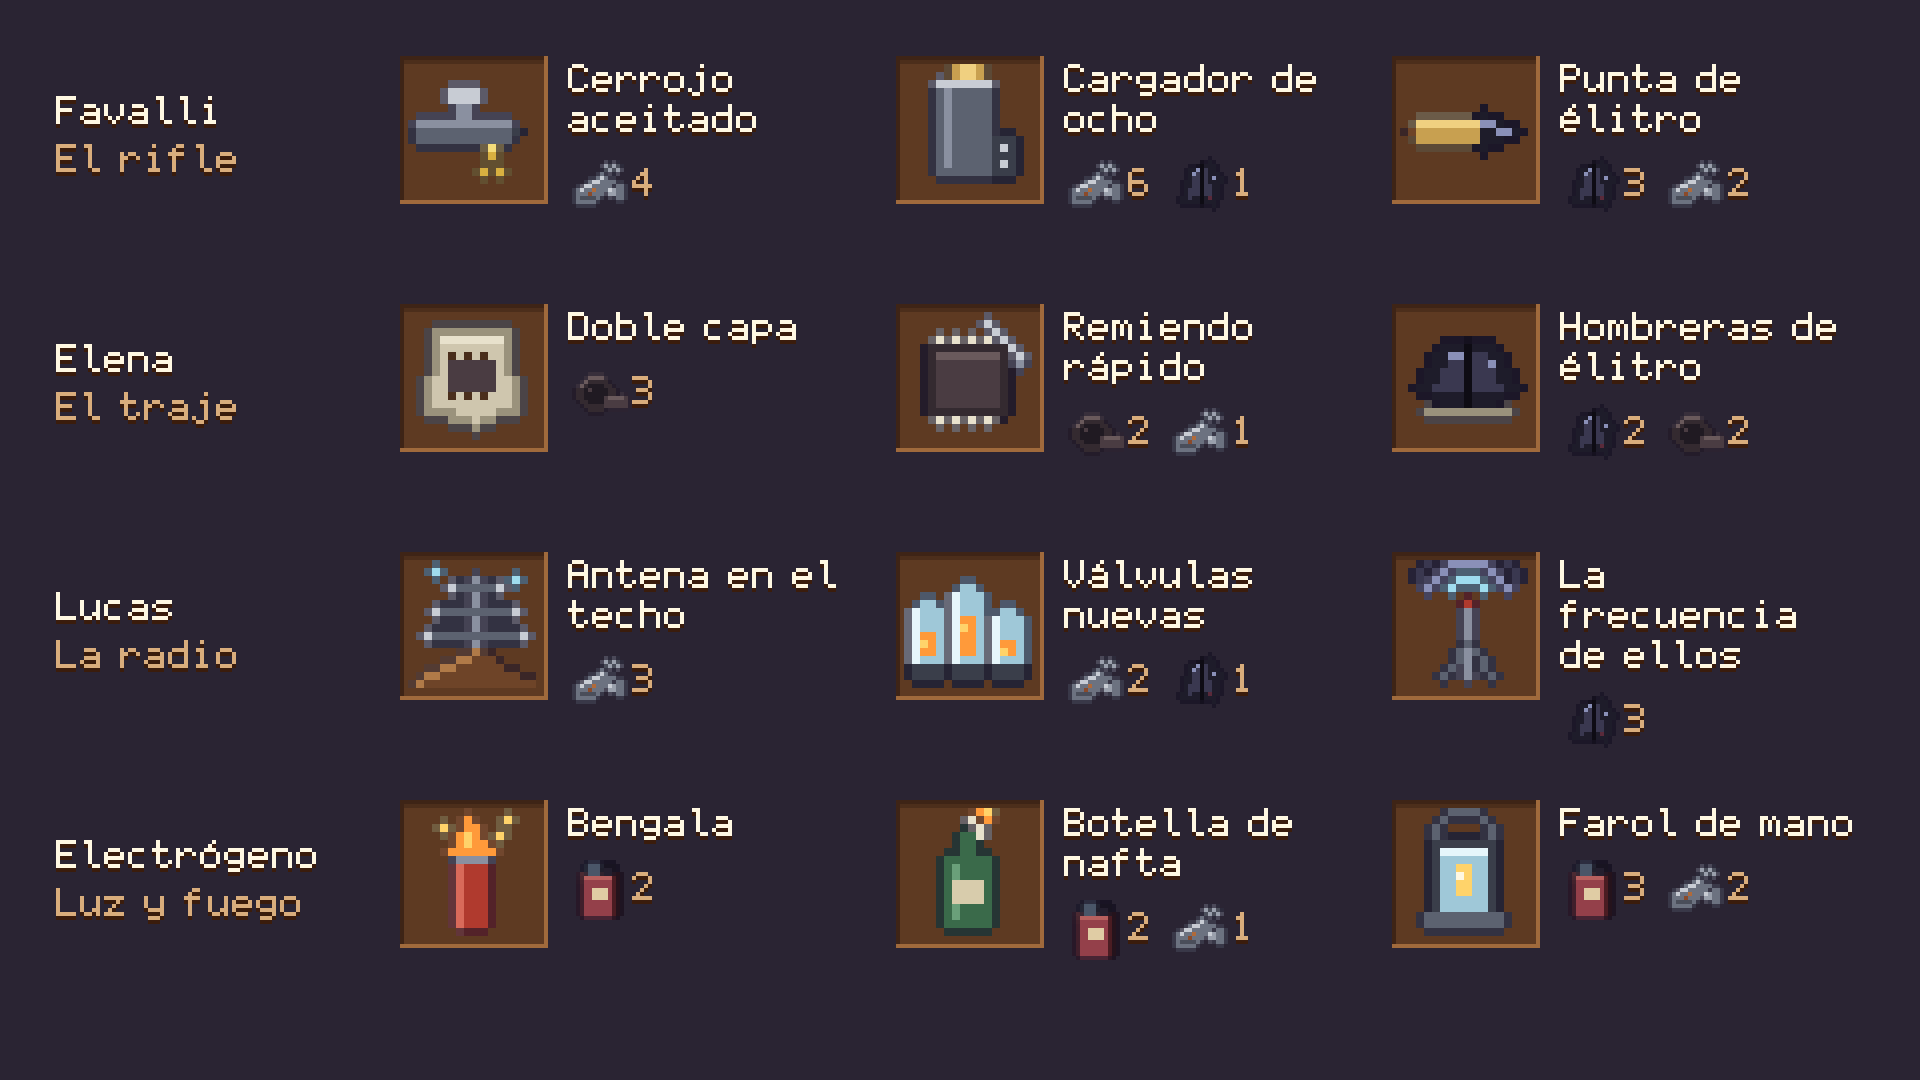 Favalli
El rifle
Cerrojo
aceitado
4
Cargador de
ocho
6 1
Punta de
élitro
3 2
Elena
El traje
Doble capa
3
Remiendo
rápido
2 1
Hombreras de
élitro
2 2
Lucas
La radio
Antena en el
techo
3
Válvulas
nuevas
2 1
La
frecuencia
de ellos
3
Electrógeno
Luz y fuego
Bengala
2
Botella de
nafta
2 1
Farol de mano
3 2